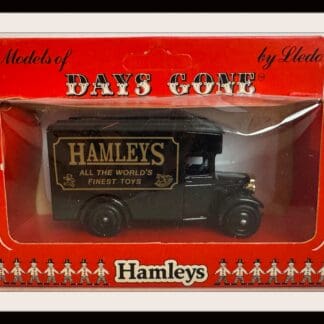 Models of
by Lledo
DAYS GONE
HAMLEYS
ALL THE WORLD'S
FINEST TOYS
Hamleys